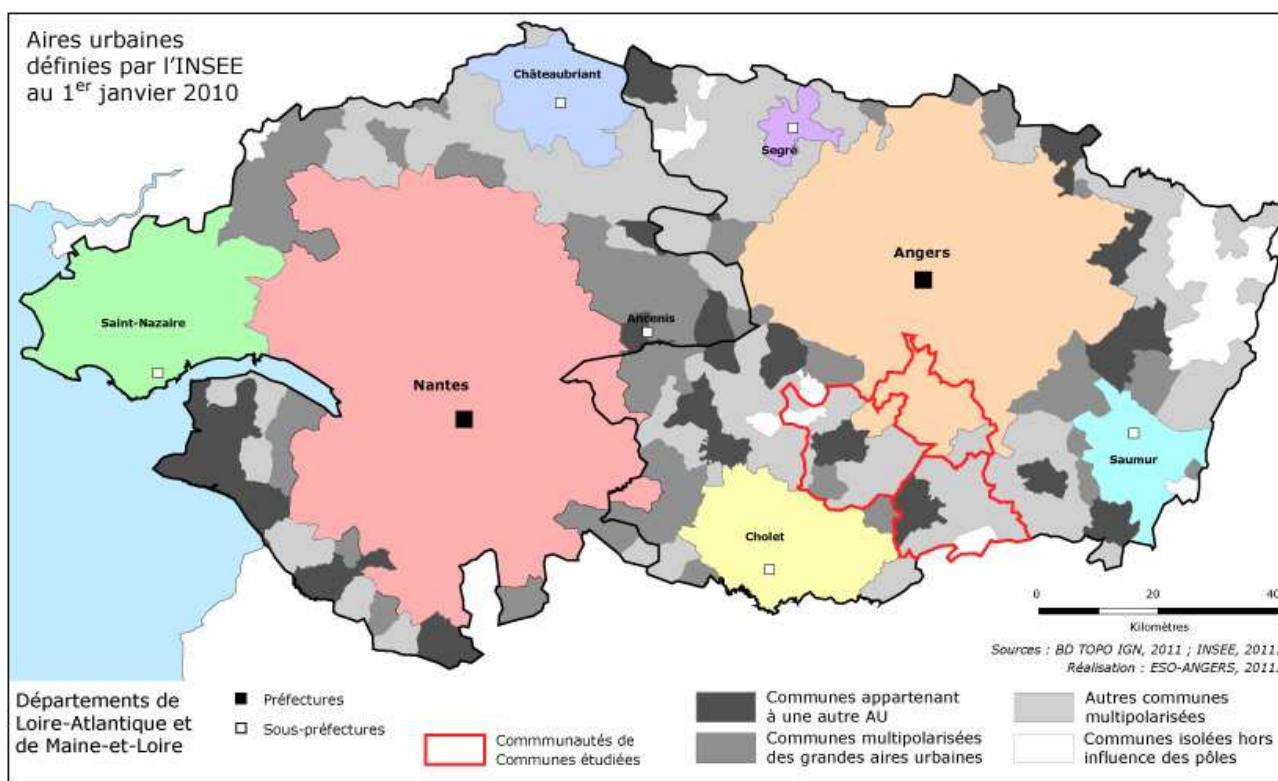 Aires urbaines
définies par l'INSEE
au 1er janvier 2010
Châteaubriant
Segré
Angers
Saint-Nazaire
Ancenis
Nantes
Saumur
Cholet
0 20 40
Kilomètres
Sources : BD TOPO IGN, 2011 ; INSEE, 2011.
Réalisation : ESO-ANGERS, 2011.
Départements de
Loire-Atlantique et
de Maine-et-Loire
Préfectures
Sous-préfectures
Commmunautés de
Communes étudiées
Communes appartenant
à une autre AU
Communes multipolarisées
des grandes aires urbaines
Autres communes
multipolarisées
Communes isolées hors
influence des pôles